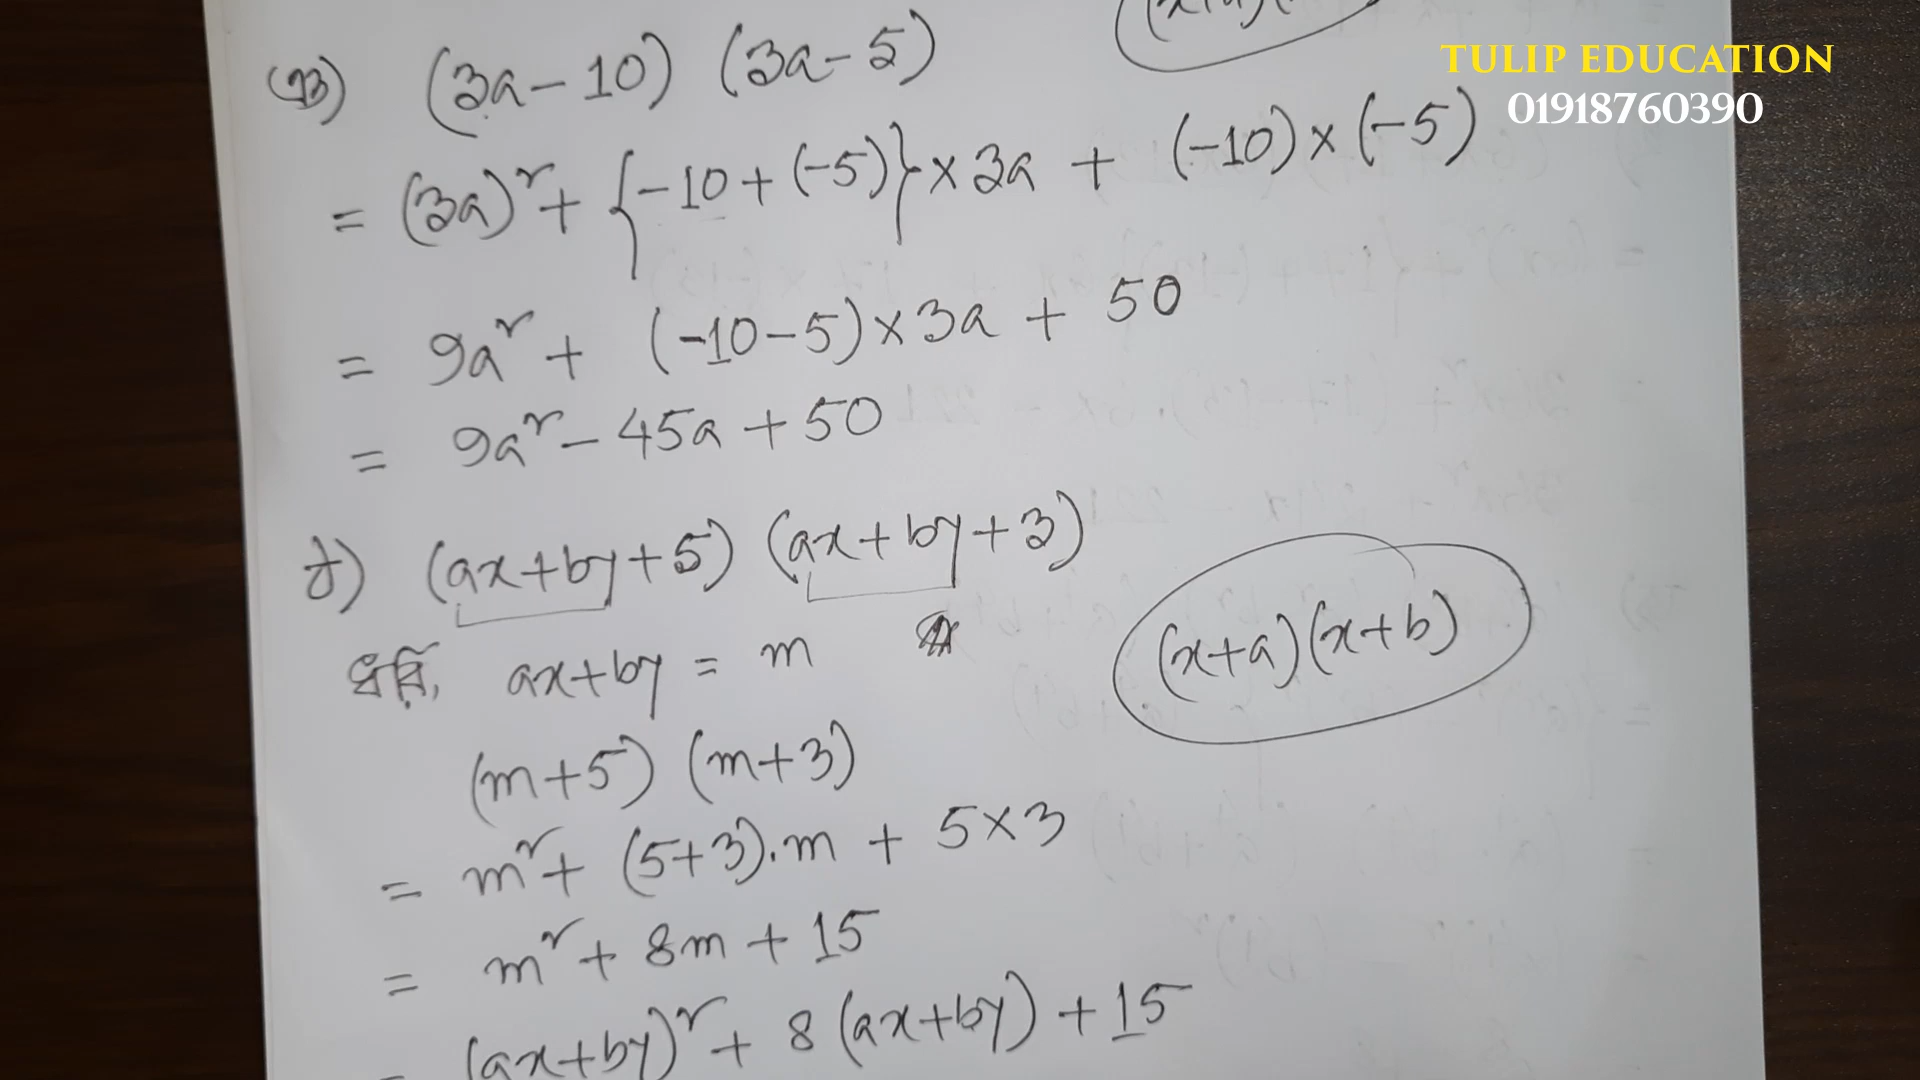 TULIP EDUCATION
01918760390
(ঞ) (3a-10) (3a-5)
= (3a)² + {-10+(-5)}×3a + (-10)×(-5)
= 9a² + (-10-5)×3a + 50
= 9a² - 45a + 50
ট) (ax+by+5) (ax+by+3)
ধরি, ax+by = m
(x+a)(x+b)
(m+5) (m+3)
= m² + (5+3).m + 5×3
= m² + 8m + 15
= (ax+by)² + 8(ax+by) + 15